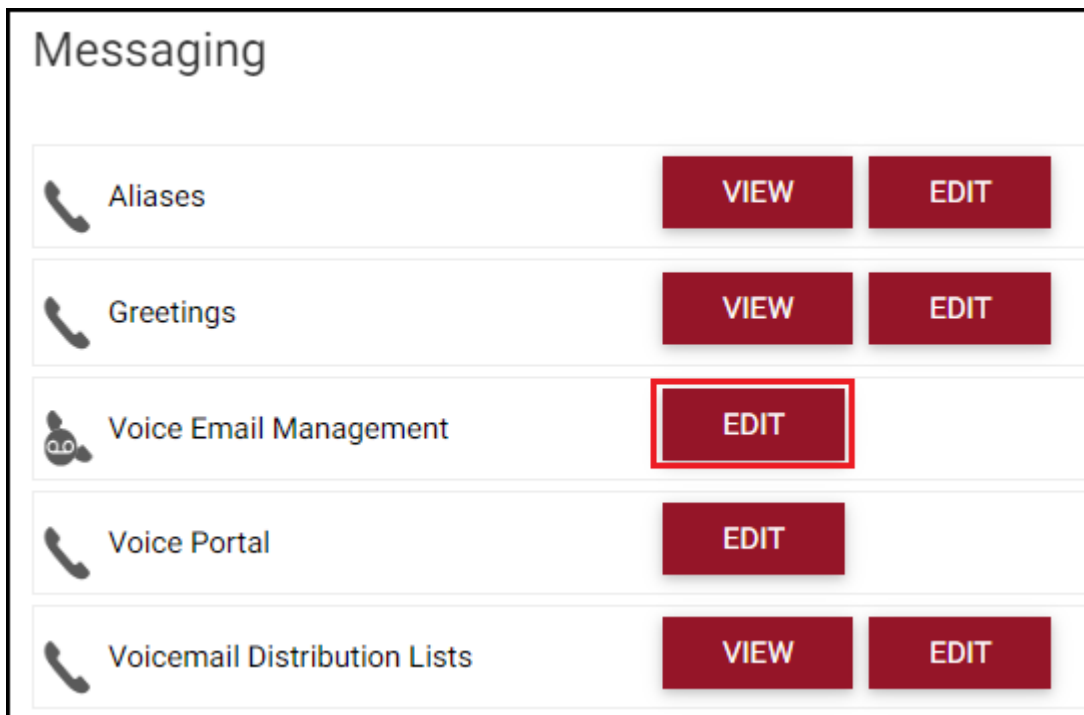 Messaging
Aliases VIEW EDIT
Greetings VIEW EDIT
Voice Email Management EDIT
Voice Portal EDIT
Voicemail Distribution Lists VIEW EDIT